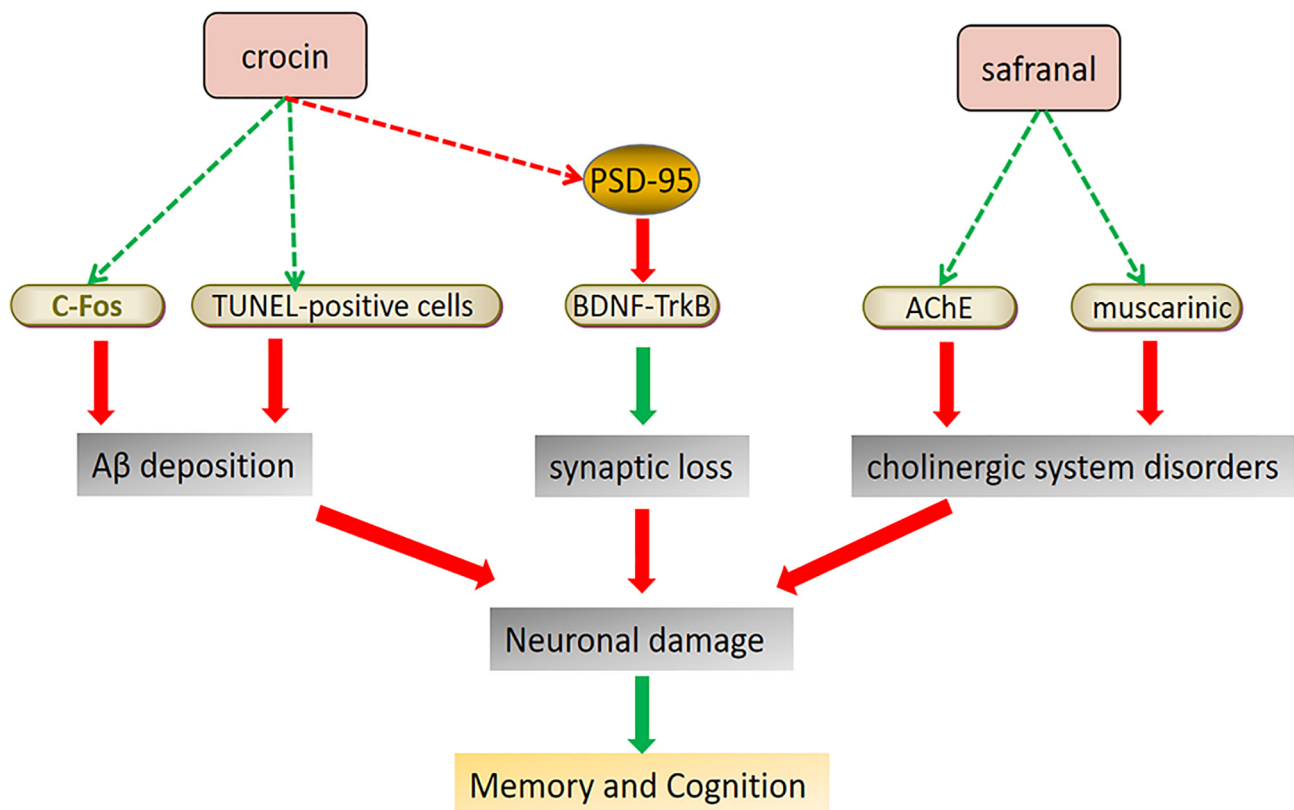 crocin
safranal
PSD-95
C-Fos
TUNEL-positive cells
BDNF-TrkB
AChE
muscarinic
Aβ deposition
synaptic loss
cholinergic system disorders
Neuronal damage
Memory and Cognition